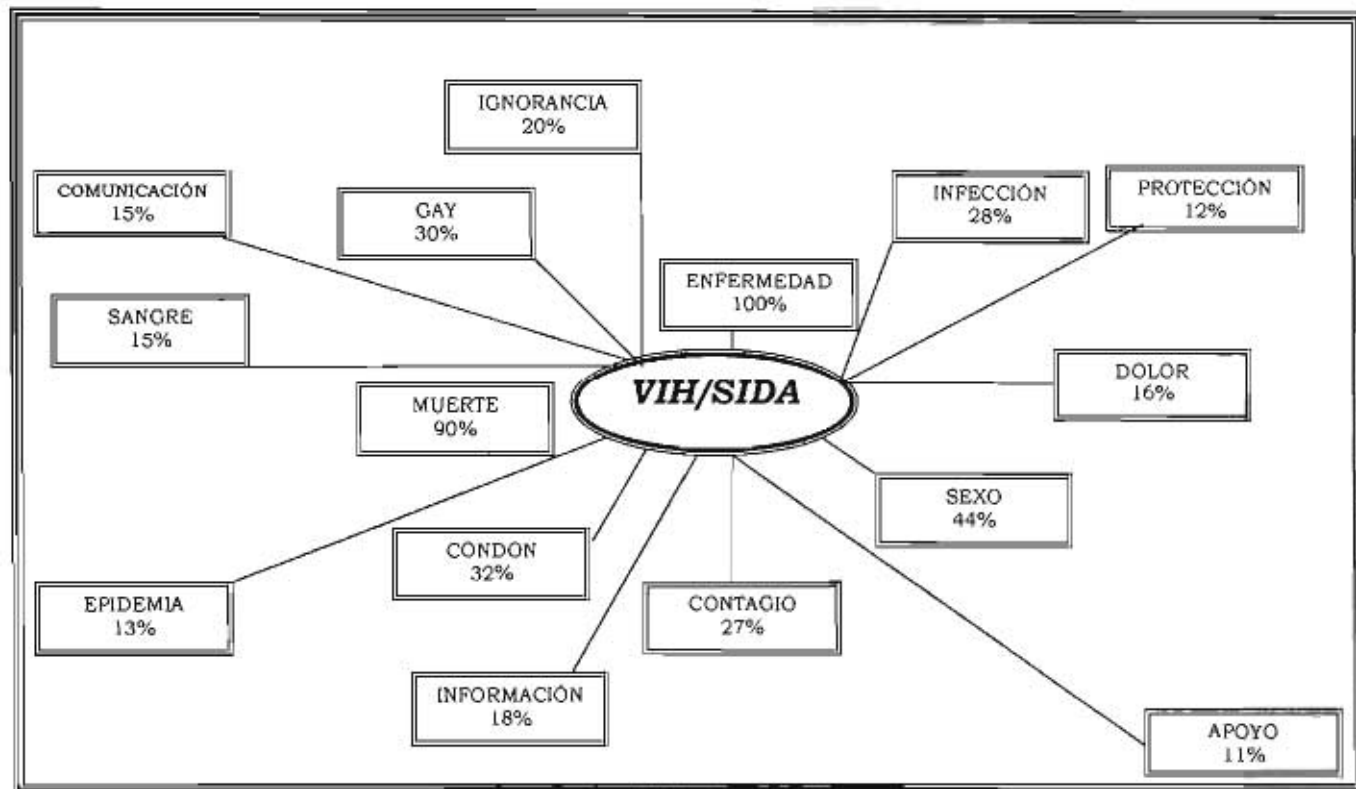 IGNORANCIA
20%
COMUNICACIÓN
15%
GAY
30%
INFECCIÓN
28%
PROTECCIÓN
12%
ENFERMEDAD
100%
SANGRE
15%
VIH/SIDA
DOLOR
16%
MUERTE
90%
SEXO
44%
CONDON
32%
EPIDEMIA
13%
CONTAGIO
27%
INFORMACIÓN
18%
APOYO
11%